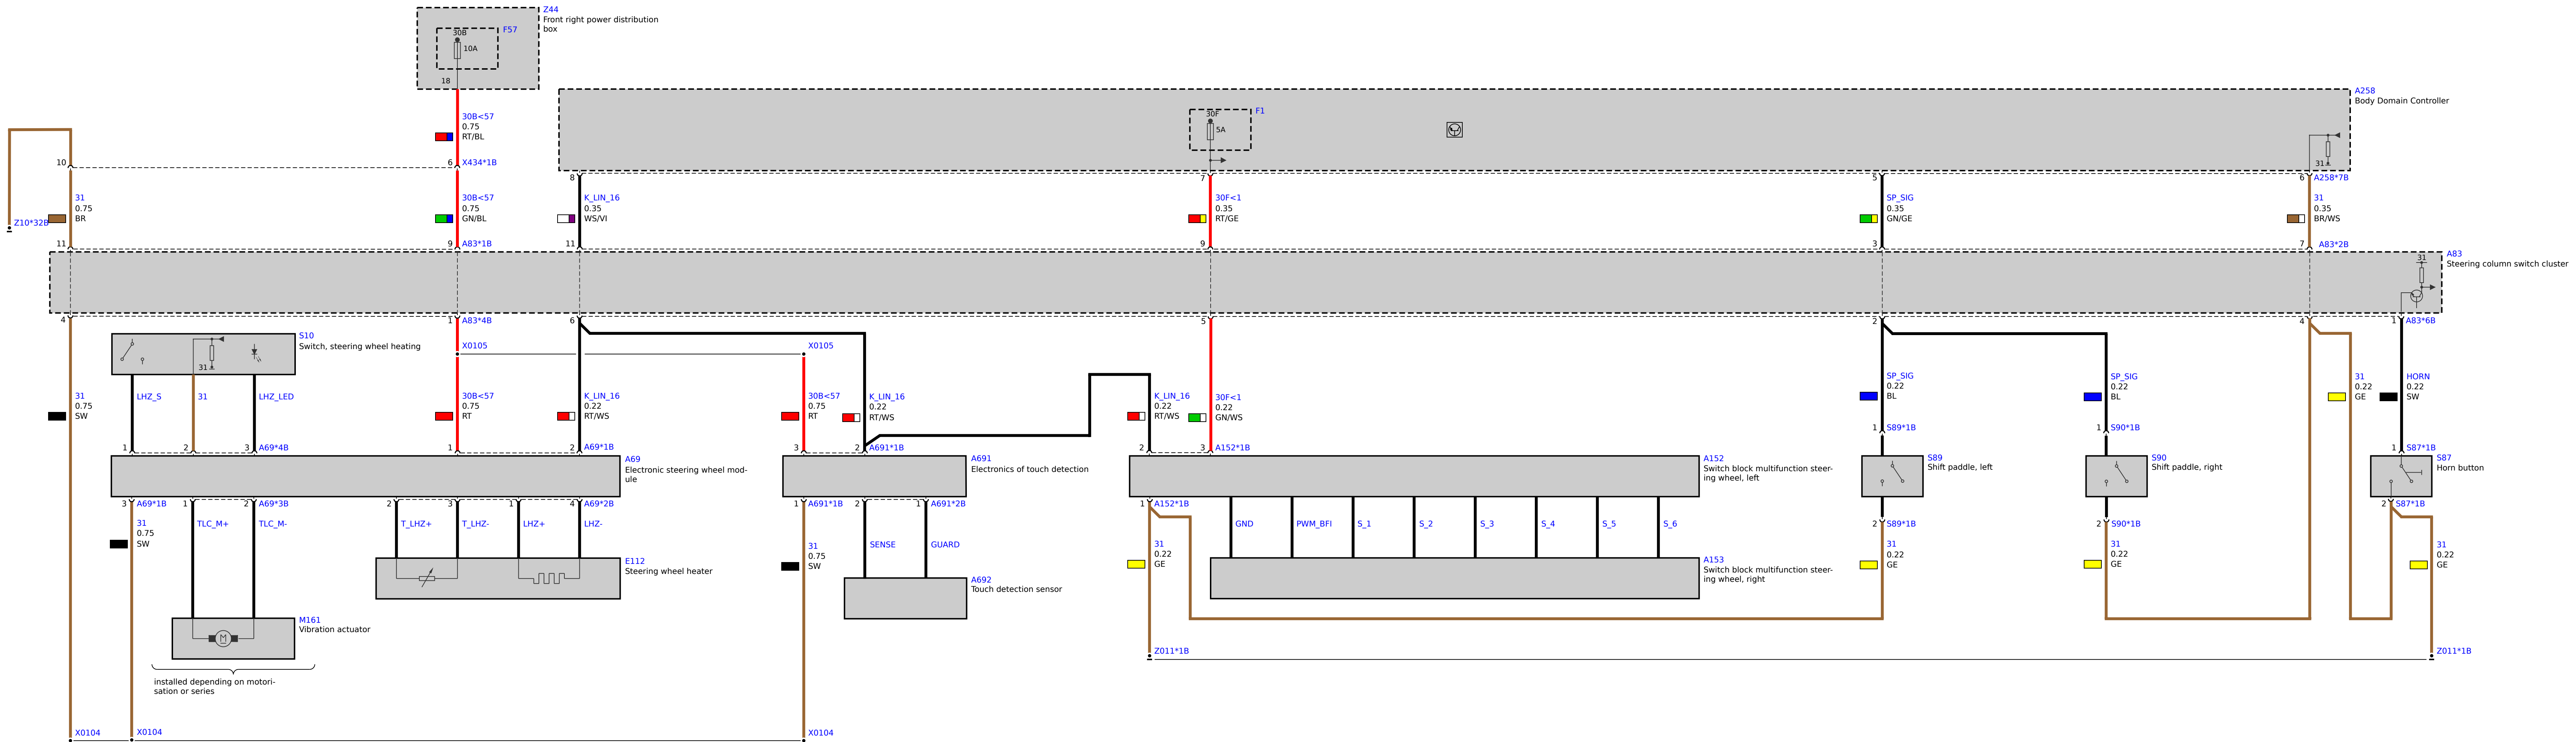 Z44
Front right power distribution
box
30B
F57
10A
18
A258
Body Domain Controller
30F
F1
5A
31
30B<57
0.75
RT/BL
10
6
X434*1B
8
7
5
6
A258*7B
31
0.75
BR
30B<57
0.75
GN/BL
K_LIN_16
0.35
WS/VI
30F<1
0.35
RT/GE
SP_SIG
0.35
GN/GE
31
0.35
BR/WS
Z10*32B
11
9
A83*1B
11
9
3
7
A83*2B
A83
Steering column switch cluster
31
4
1
A83*4B
6
5
2
4
1
A83*6B
S10
Switch, steering wheel heating
31
X0105
X0105
31
0.75
SW
LHZ_S
31
LHZ_LED
30B<57
0.75
RT
K_LIN_16
0.22
RT/WS
30B<57
0.75
RT
K_LIN_16
0.22
RT/WS
K_LIN_16
0.22
RT/WS
30F<1
0.22
GN/WS
SP_SIG
0.22
BL
SP_SIG
0.22
BL
31
0.22
GE
HORN
0.22
SW
1
S89*1B
1
S90*1B
1
2
3
A69*4B
1
2
A69*1B
3
2
A691*1B
2
3
A152*1B
1
S87*1B
A69
Electronic steering wheel mod-
ule
A691
Electronics of touch detection
A152
Switch block multifunction steer-
ing wheel, left
S89
Shift paddle, left
S90
Shift paddle, right
S87
Horn button
3
A69*1B
1
2
A69*3B
2
3
1
4
A69*2B
1
A691*1B
2
1
A691*2B
1
A152*1B
2
S87*1B
31
0.75
SW
TLC_M+
TLC_M-
T_LHZ+
T_LHZ-
LHZ+
LHZ-
SENSE
GUARD
GND
PWM_BFI
S_1
S_2
S_3
S_4
S_5
S_6
2
S89*1B
2
S90*1B
31
0.75
SW
31
0.22
GE
31
0.22
GE
31
0.22
GE
31
0.22
GE
E112
Steering wheel heater
A692
Touch detection sensor
A153
Switch block multifunction steer-
ing wheel, right
M161
Vibration actuator
M
installed depending on motori-
sation or series
Z011*1B
Z011*1B
X0104
X0104
X0104